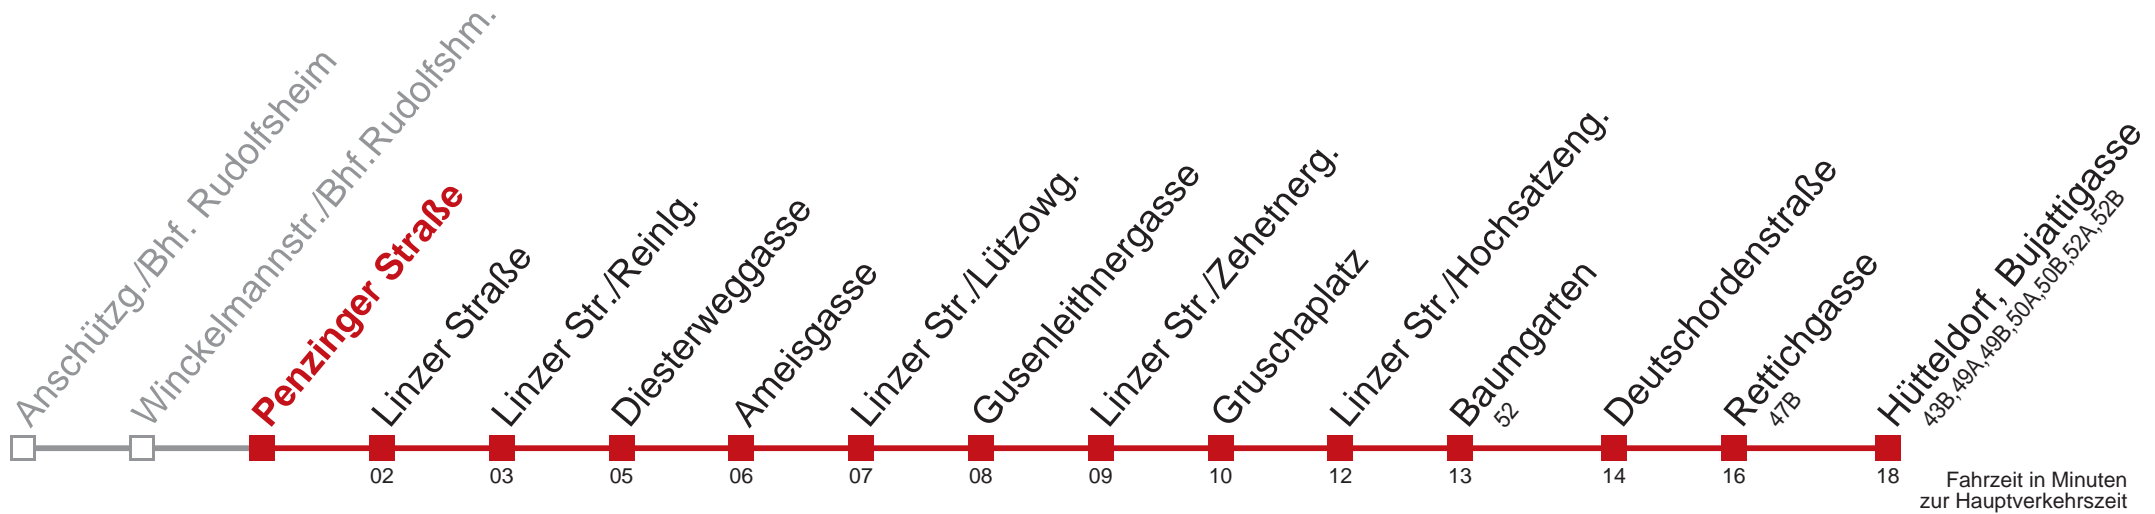 Anschützg./Bhf. Rudolfsheim
Winckelmannstr./Bhf.Rudolfshm.
Penzinger Straße
Linzer Straße
02
Linzer Str./Reinlg.
03
Diesterweggasse
05
Ameisgasse
06
Linzer Str./Lützowg.
07
Gusenleithnergasse
08
Linzer Str./Zehetnerg.
09
Gruschaplatz
10
Linzer Str./Hochsatzeng.
12
Baumgarten
52
13
Deutschordenstraße
14
Rettichgasse
47B
16
Hütteldorf, Bujattigasse
43B,49A,49B,50A,50B,52A,52B
18
Fahrzeit in Minuten
zur Hauptverkehrszeit